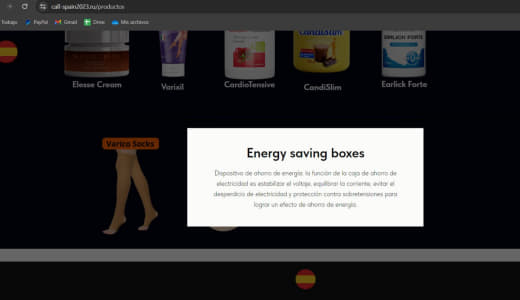 call-spain2023.ru/productos
Trabajo PayPal Gmail Drive Mis archivos
CandiSlim
EARLICK FORTE
Elesse Cream Varixil CardioTensive CandiSlim Earlick Forte
Varico Socks
Energy saving boxes
Dispositivo de ahorro de energía: la función de la caja de ahorro de
electricidad es estabilizar el voltaje, equilibrar la corriente, evitar el
desperdicio de electricidad y protección contra sobretensiones para
lograr un efecto de ahorro de energía.